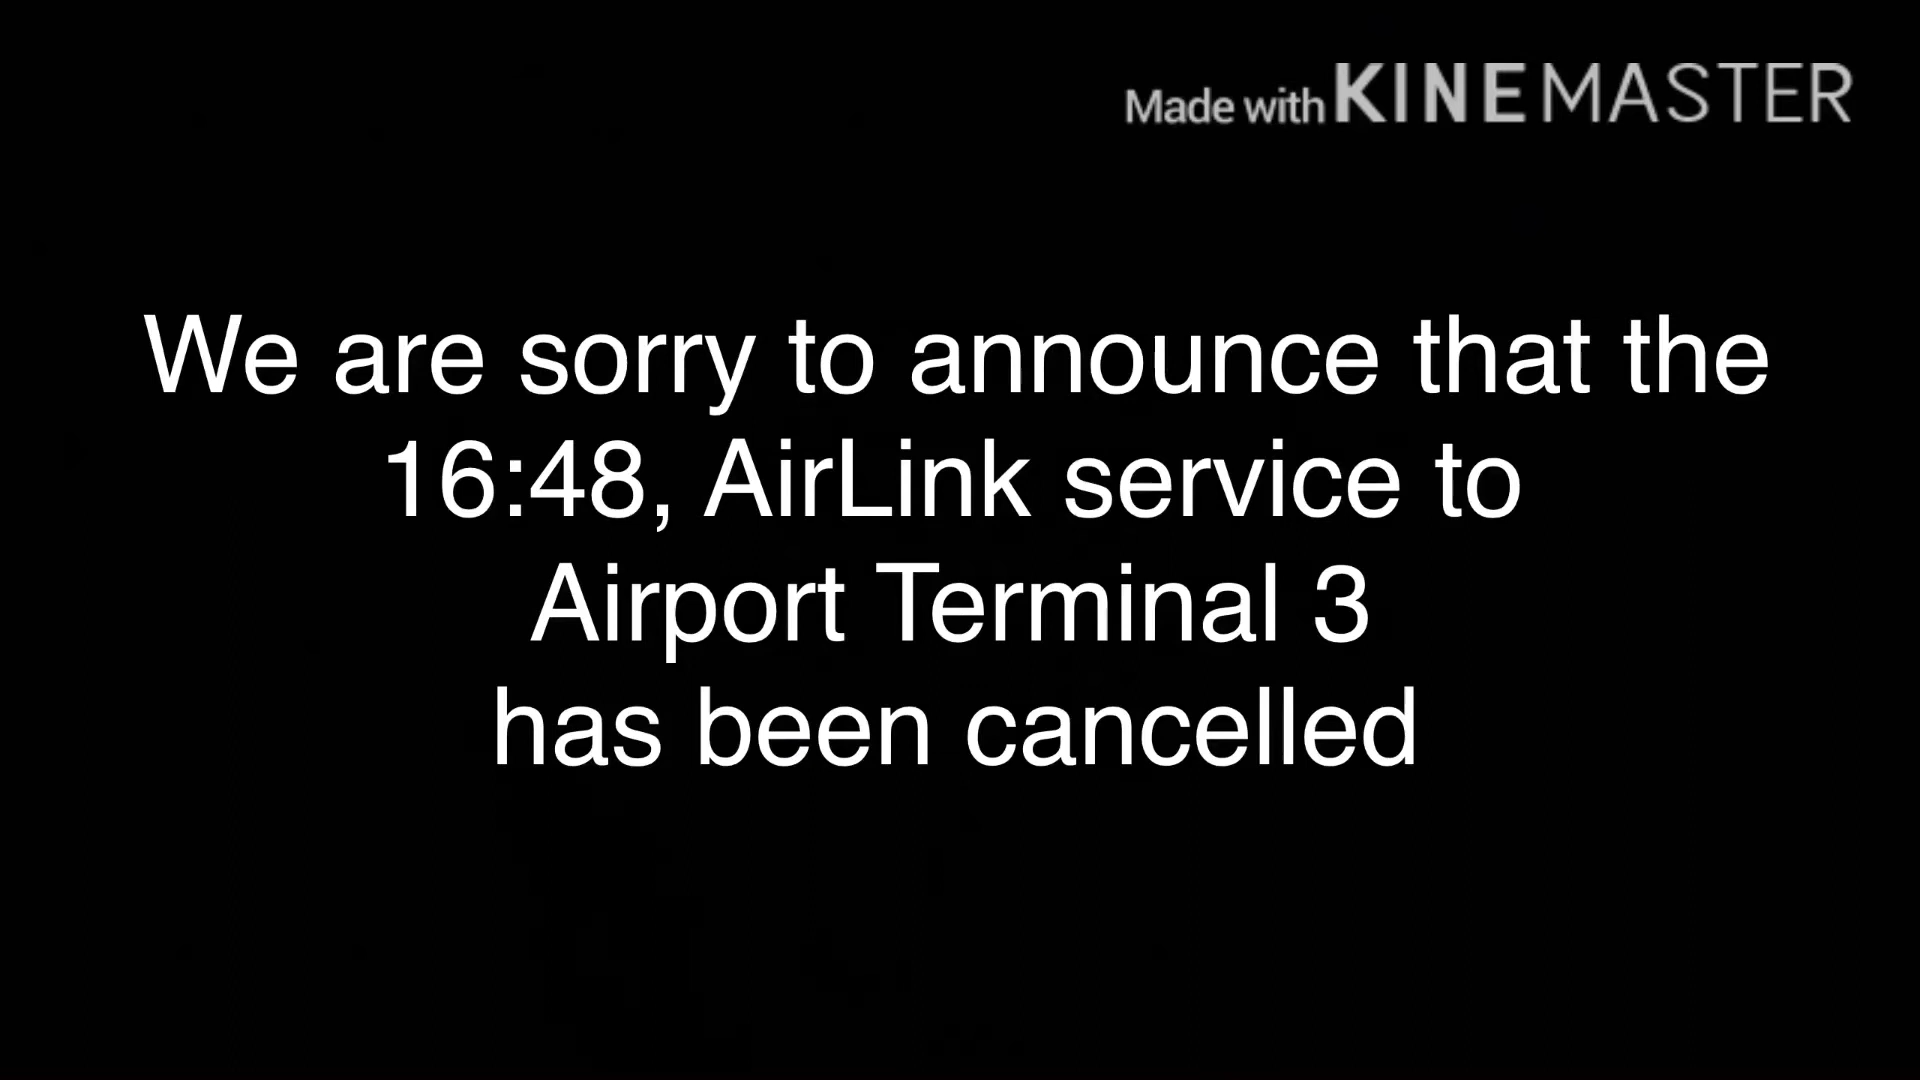 Made with KINEMASTER
We are sorry to announce that the
16:48, AirLink service to
Airport Terminal 3
has been cancelled